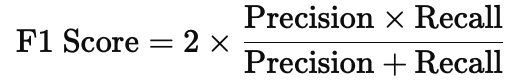 F1 Score = 2 × Precision × Recall / Precision + Recall